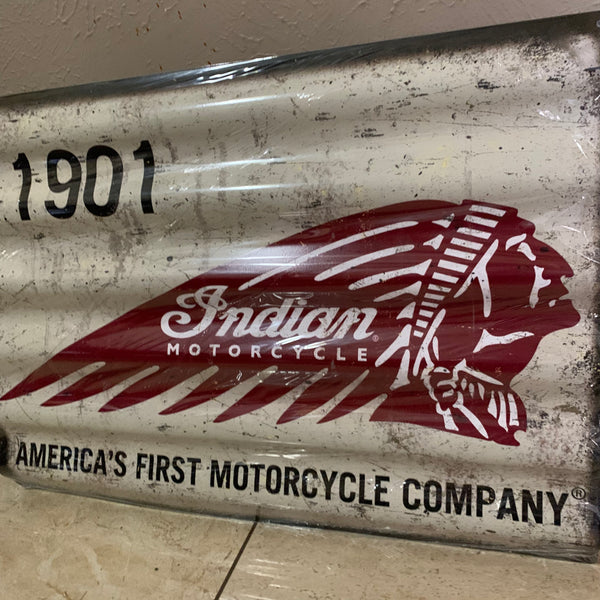 1901
Indian®
MOTORCYCLE
AMERICA'S FIRST MOTORCYCLE COMPANY®